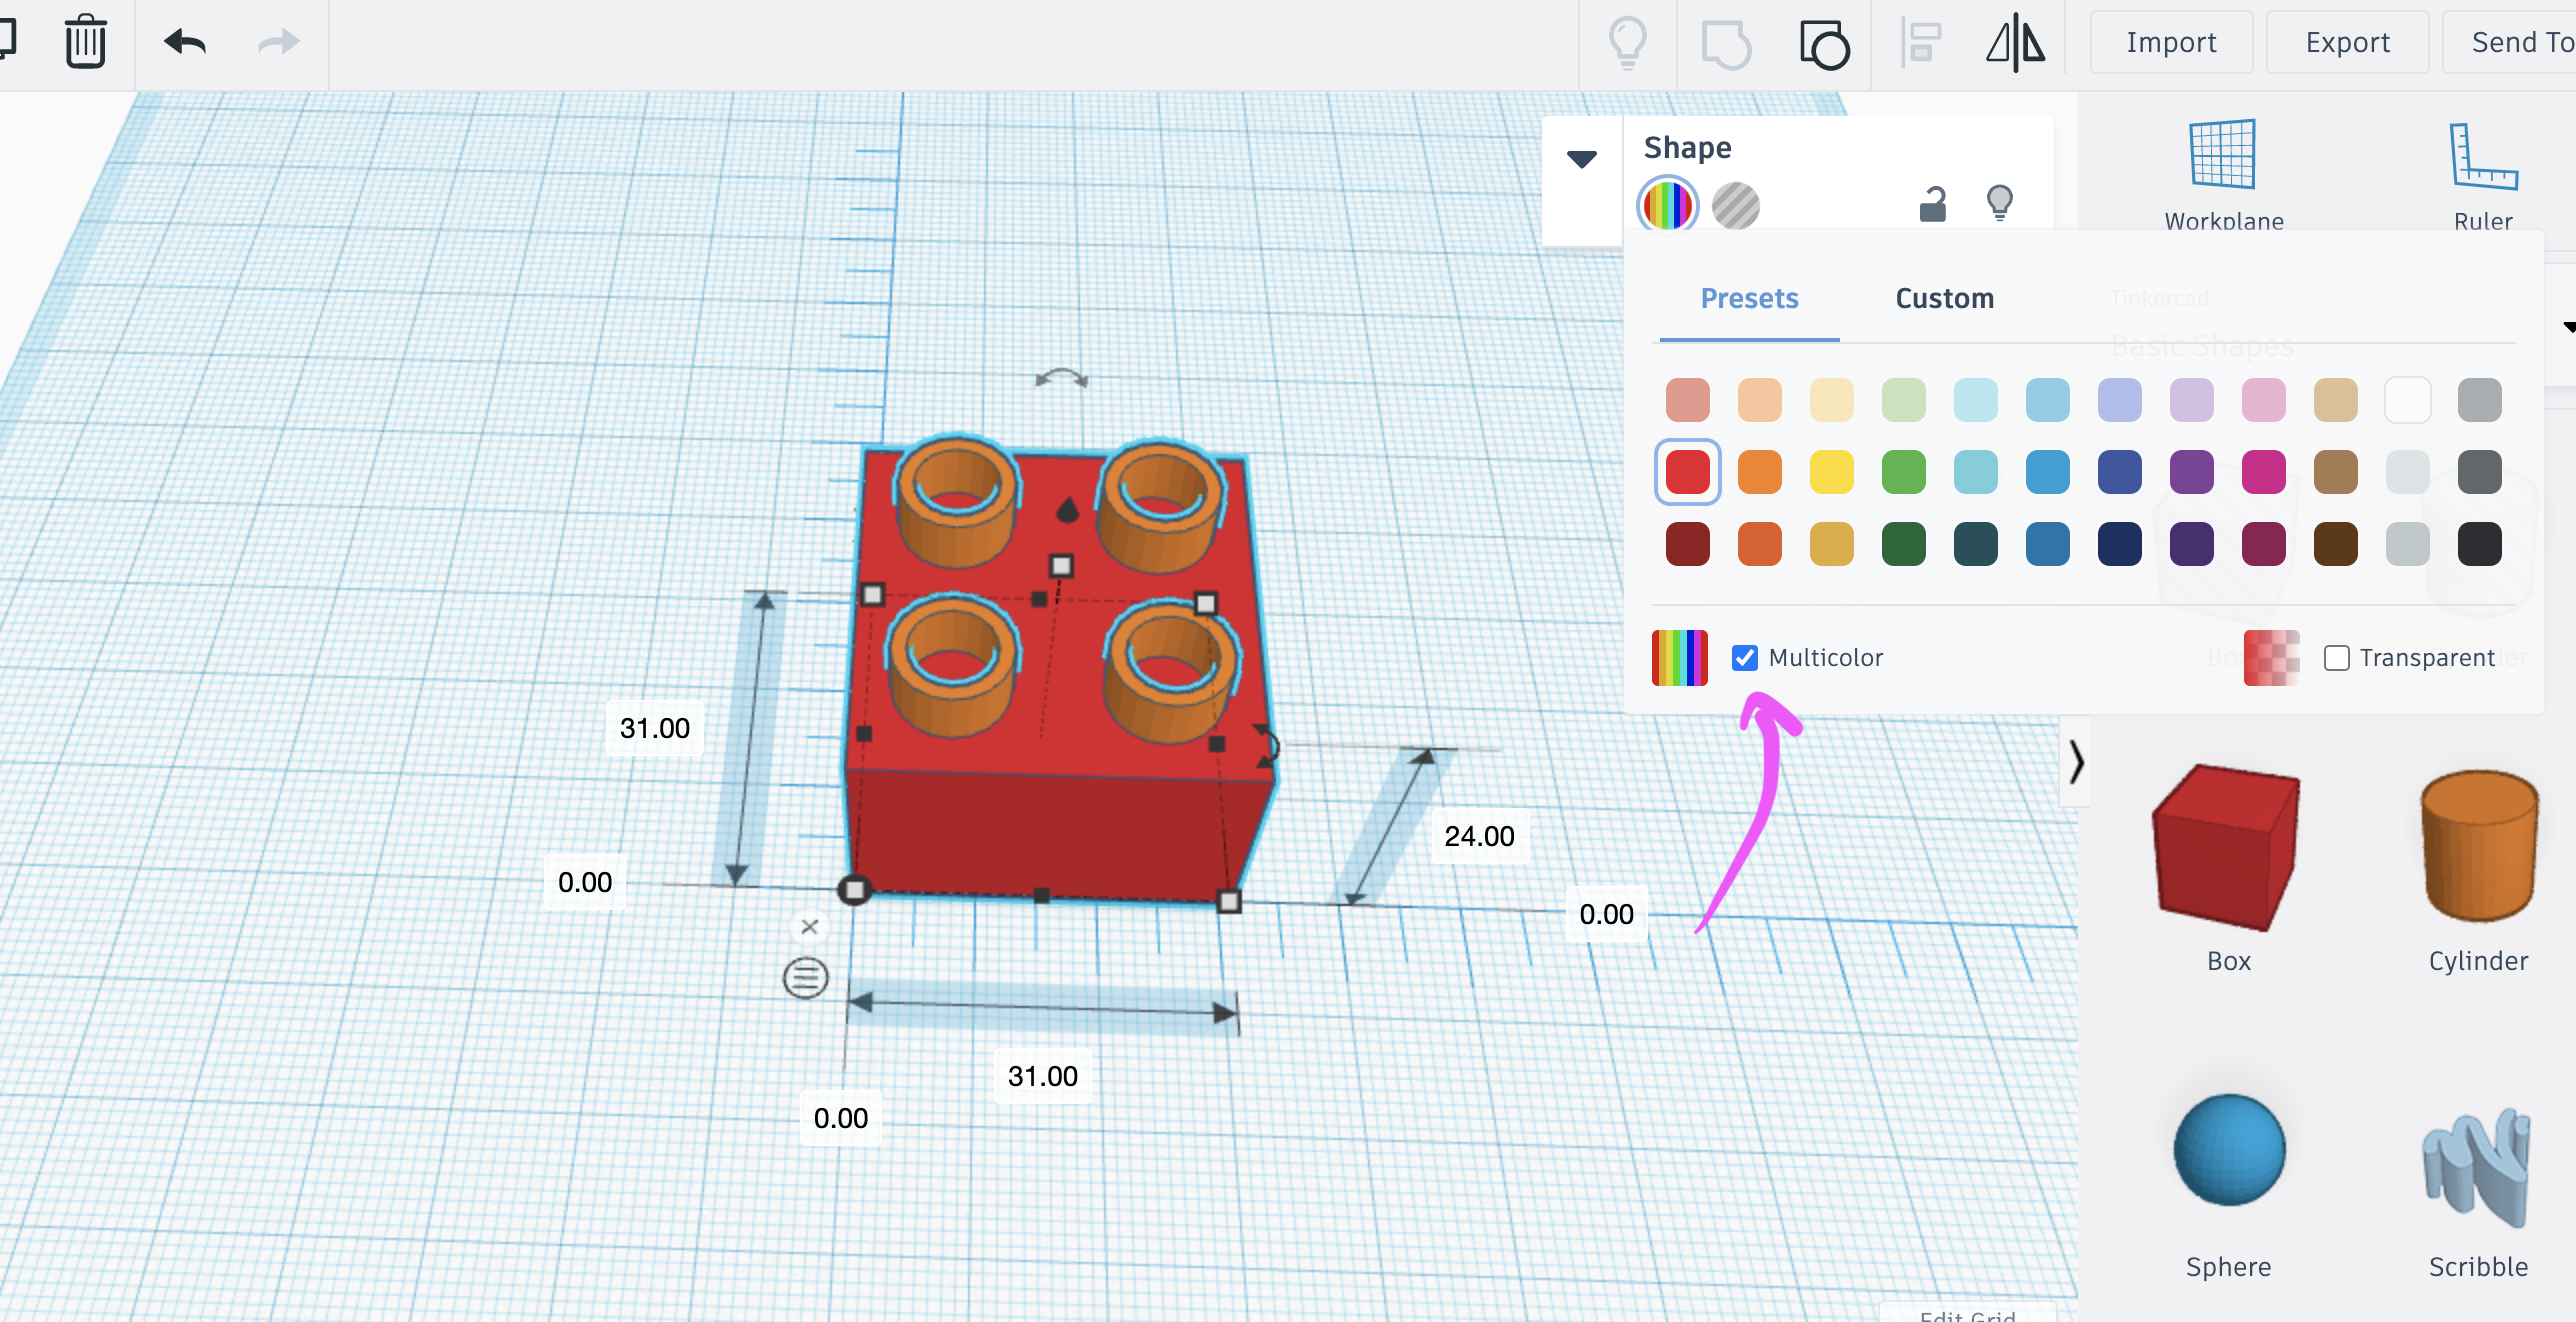 Import
Export
Send To
Shape
Workplane
Ruler
Presets
Custom
Tinkercad
Basic Shapes
Multicolor
Transparent
31.00
0.00
24.00
0.00
31.00
0.00
Box
Cylinder
Sphere
Scribble
Edit Grid